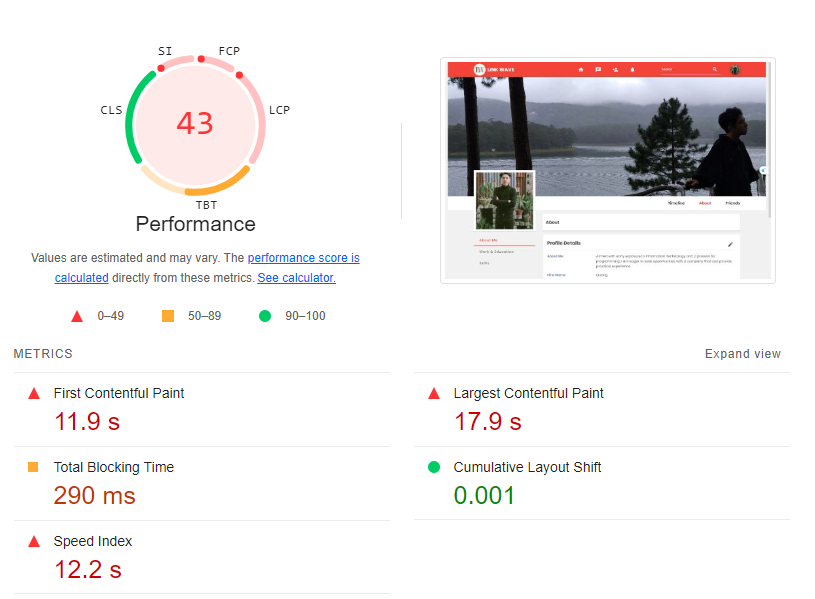 SI
FCP
CLS
LCP
43
TBT
Performance
Values are estimated and may vary. The performance score is
calculated directly from these metrics. See calculator.
0–49
50–89
90–100
LINK WAVE
Search
Timeline
About
Friends
About
About Me
Work & Education
Profile Details
METRICS
Expand view
First Contentful Paint
11.9 s
Largest Contentful Paint
17.9 s
Total Blocking Time
290 ms
Cumulative Layout Shift
0.001
Speed Index
12.2 s